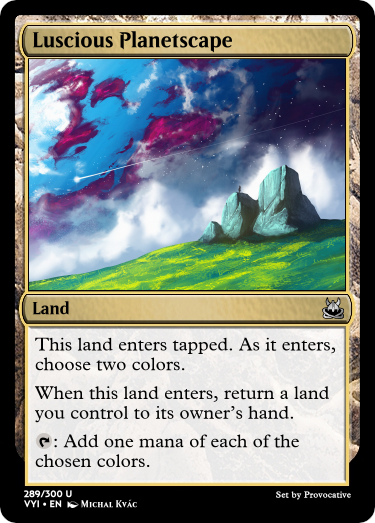 Luscious Planetscape
Land
This land enters tapped. As it enters,
choose two colors.
When this land enters, return a land
you control to its owner's hand.
: Add one mana of each of the
chosen colors.
289/300 U
Set by Provocative
VYI • EN Michal Kvác